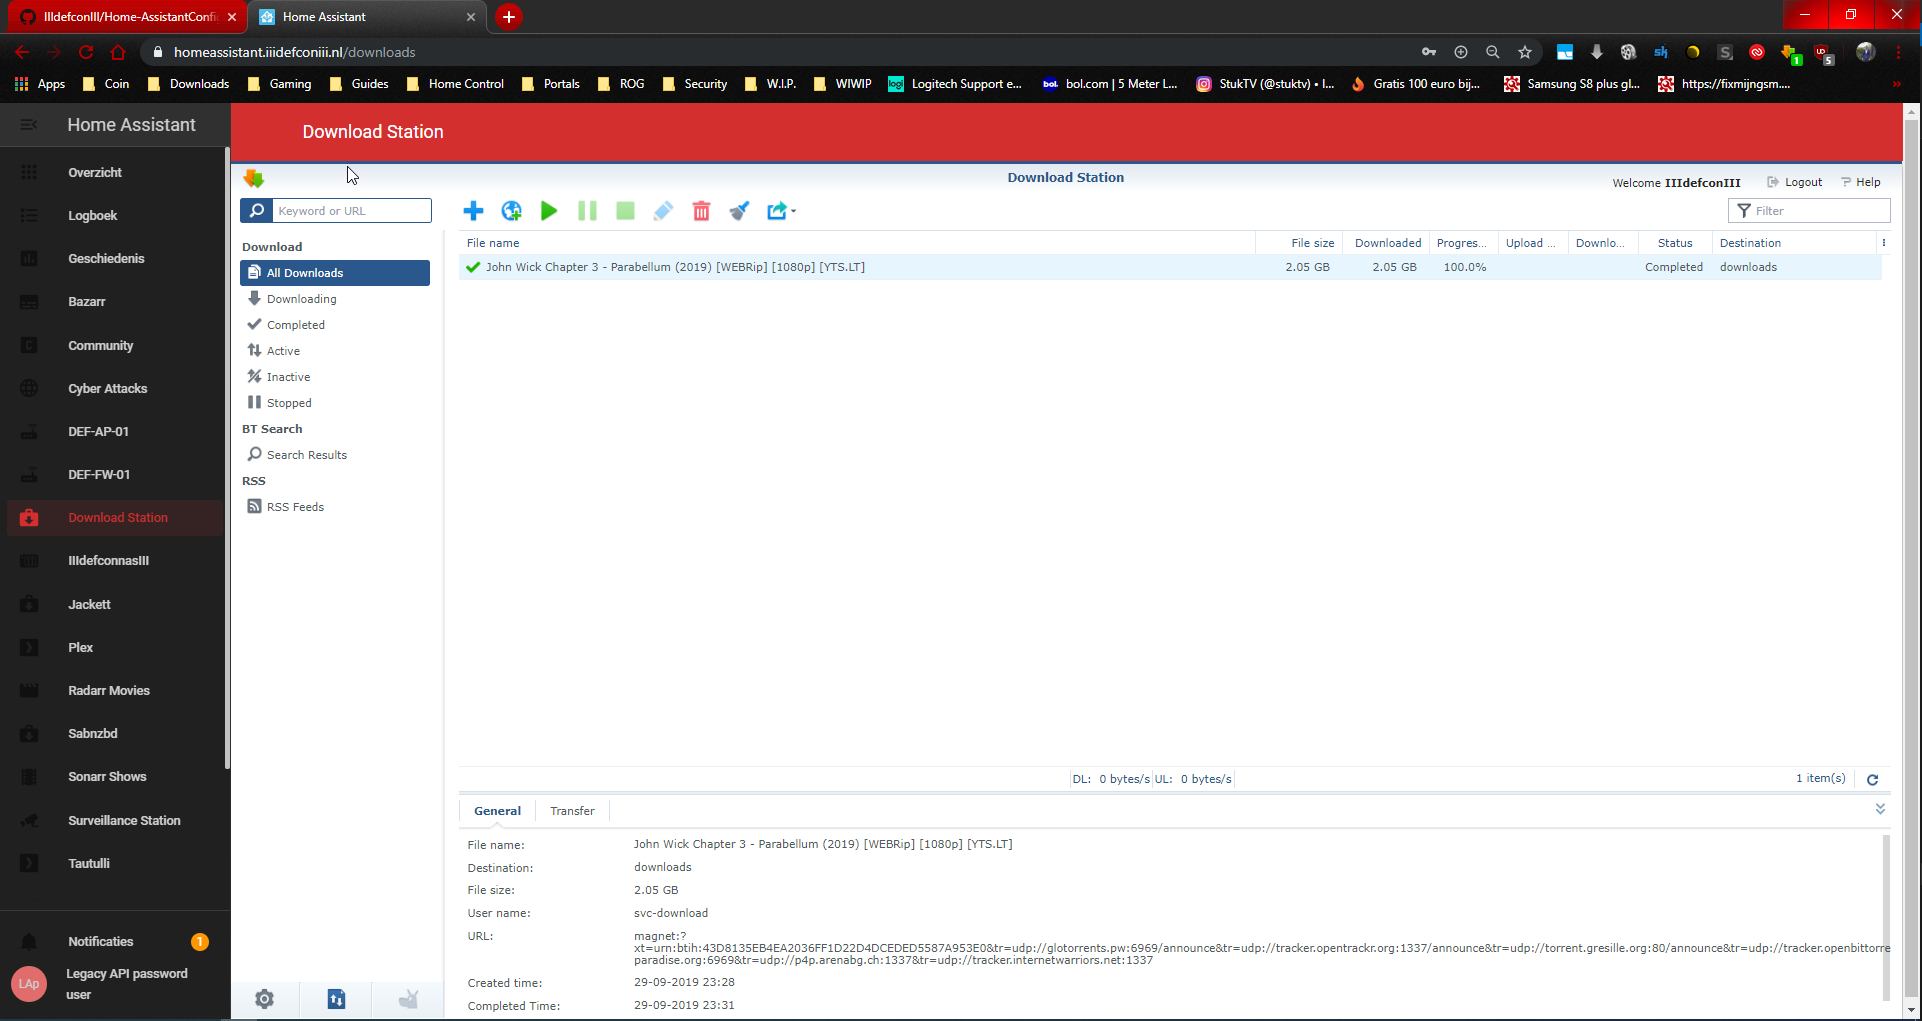 IIIdefconIII/Home-AssistantConfi
Home Assistant
homeassistant.iiidefconiii.nl/downloads
1
5
Apps
Coin
Downloads
Gaming
Guides
Home Control
Portals
ROG
Security
W.I.P.
WIWIP
logi
Logitech Support e...
bol.
bol.com | 5 Meter L...
StukTV (@stuktv) • I...
Gratis 100 euro bij...
Samsung S8 plus gl...
https://fixmijngsm....
Home Assistant
Overzicht
Logboek
Geschiedenis
Bazarr
Community
Cyber Attacks
DEF-AP-01
DEF-FW-01
Download Station
IIIdefconnasIII
Jackett
Plex
Radarr Movies
Sabnzbd
Sonarr Shows
Surveillance Station
Tautulli
Notificaties
1
LAp
Legacy API password
user
Download Station
Download Station
Welcome IIIdefconIII
Logout
Help
Keyword or URL
Filter
Download
All Downloads
Downloading
Completed
Active
Inactive
Stopped
BT Search
Search Results
RSS
RSS Feeds
File name
File size
Downloaded
Progres...
Upload ...
Downlo...
Status
Destination
John Wick Chapter 3 - Parabellum (2019) [WEBRip] [1080p] [YTS.LT]
2.05 GB
2.05 GB
100.0%
Completed
downloads
DL: 0 bytes/s
UL: 0 bytes/s
1 item(s)
General
Transfer
File name: John Wick Chapter 3 - Parabellum (2019) [WEBRip] [1080p] [YTS.LT]
Destination: downloads
File size: 2.05 GB
User name: svc-download
URL: magnet:?
xt=urn:btih:43D8135EB4EA2036FF1D22D4DCEDED5587A953E0&tr=udp://glotorrents.pw:6969/announce&tr=udp://tracker.opentrackr.org:1337/announce&tr=udp://torrent.gresille.org:80/announce&tr=udp://tracker.openbittorre
paradise.org:6969&tr=udp://p4p.arenabg.ch:1337&tr=udp://tracker.internetwarriors.net:1337
Created time: 29-09-2019 23:28
Completed Time: 29-09-2019 23:31